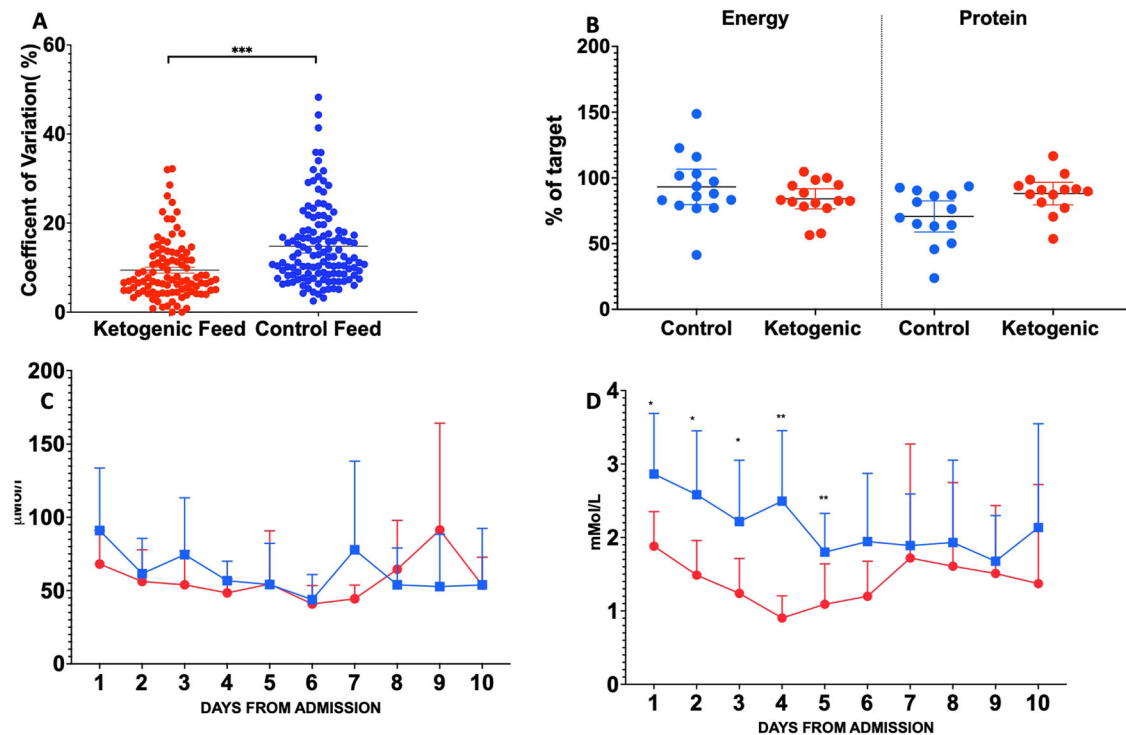 A
60
***
40
20
0
Coefficent of Variation( %)
Ketogenic Feed
Control Feed
B
Energy
Protein
200
150
100
50
0
% of target
Control
Ketogenic
Control
Ketogenic
C
200
150
100
50
0
μMol/l
1 2 3 4 5 6 7 8 9 10
DAYS FROM ADMISSION
D
4
3
2
1
0
mMol/L
* * * ** **
1 2 3 4 5 6 7 8 9 10
DAYS FROM ADMISSION